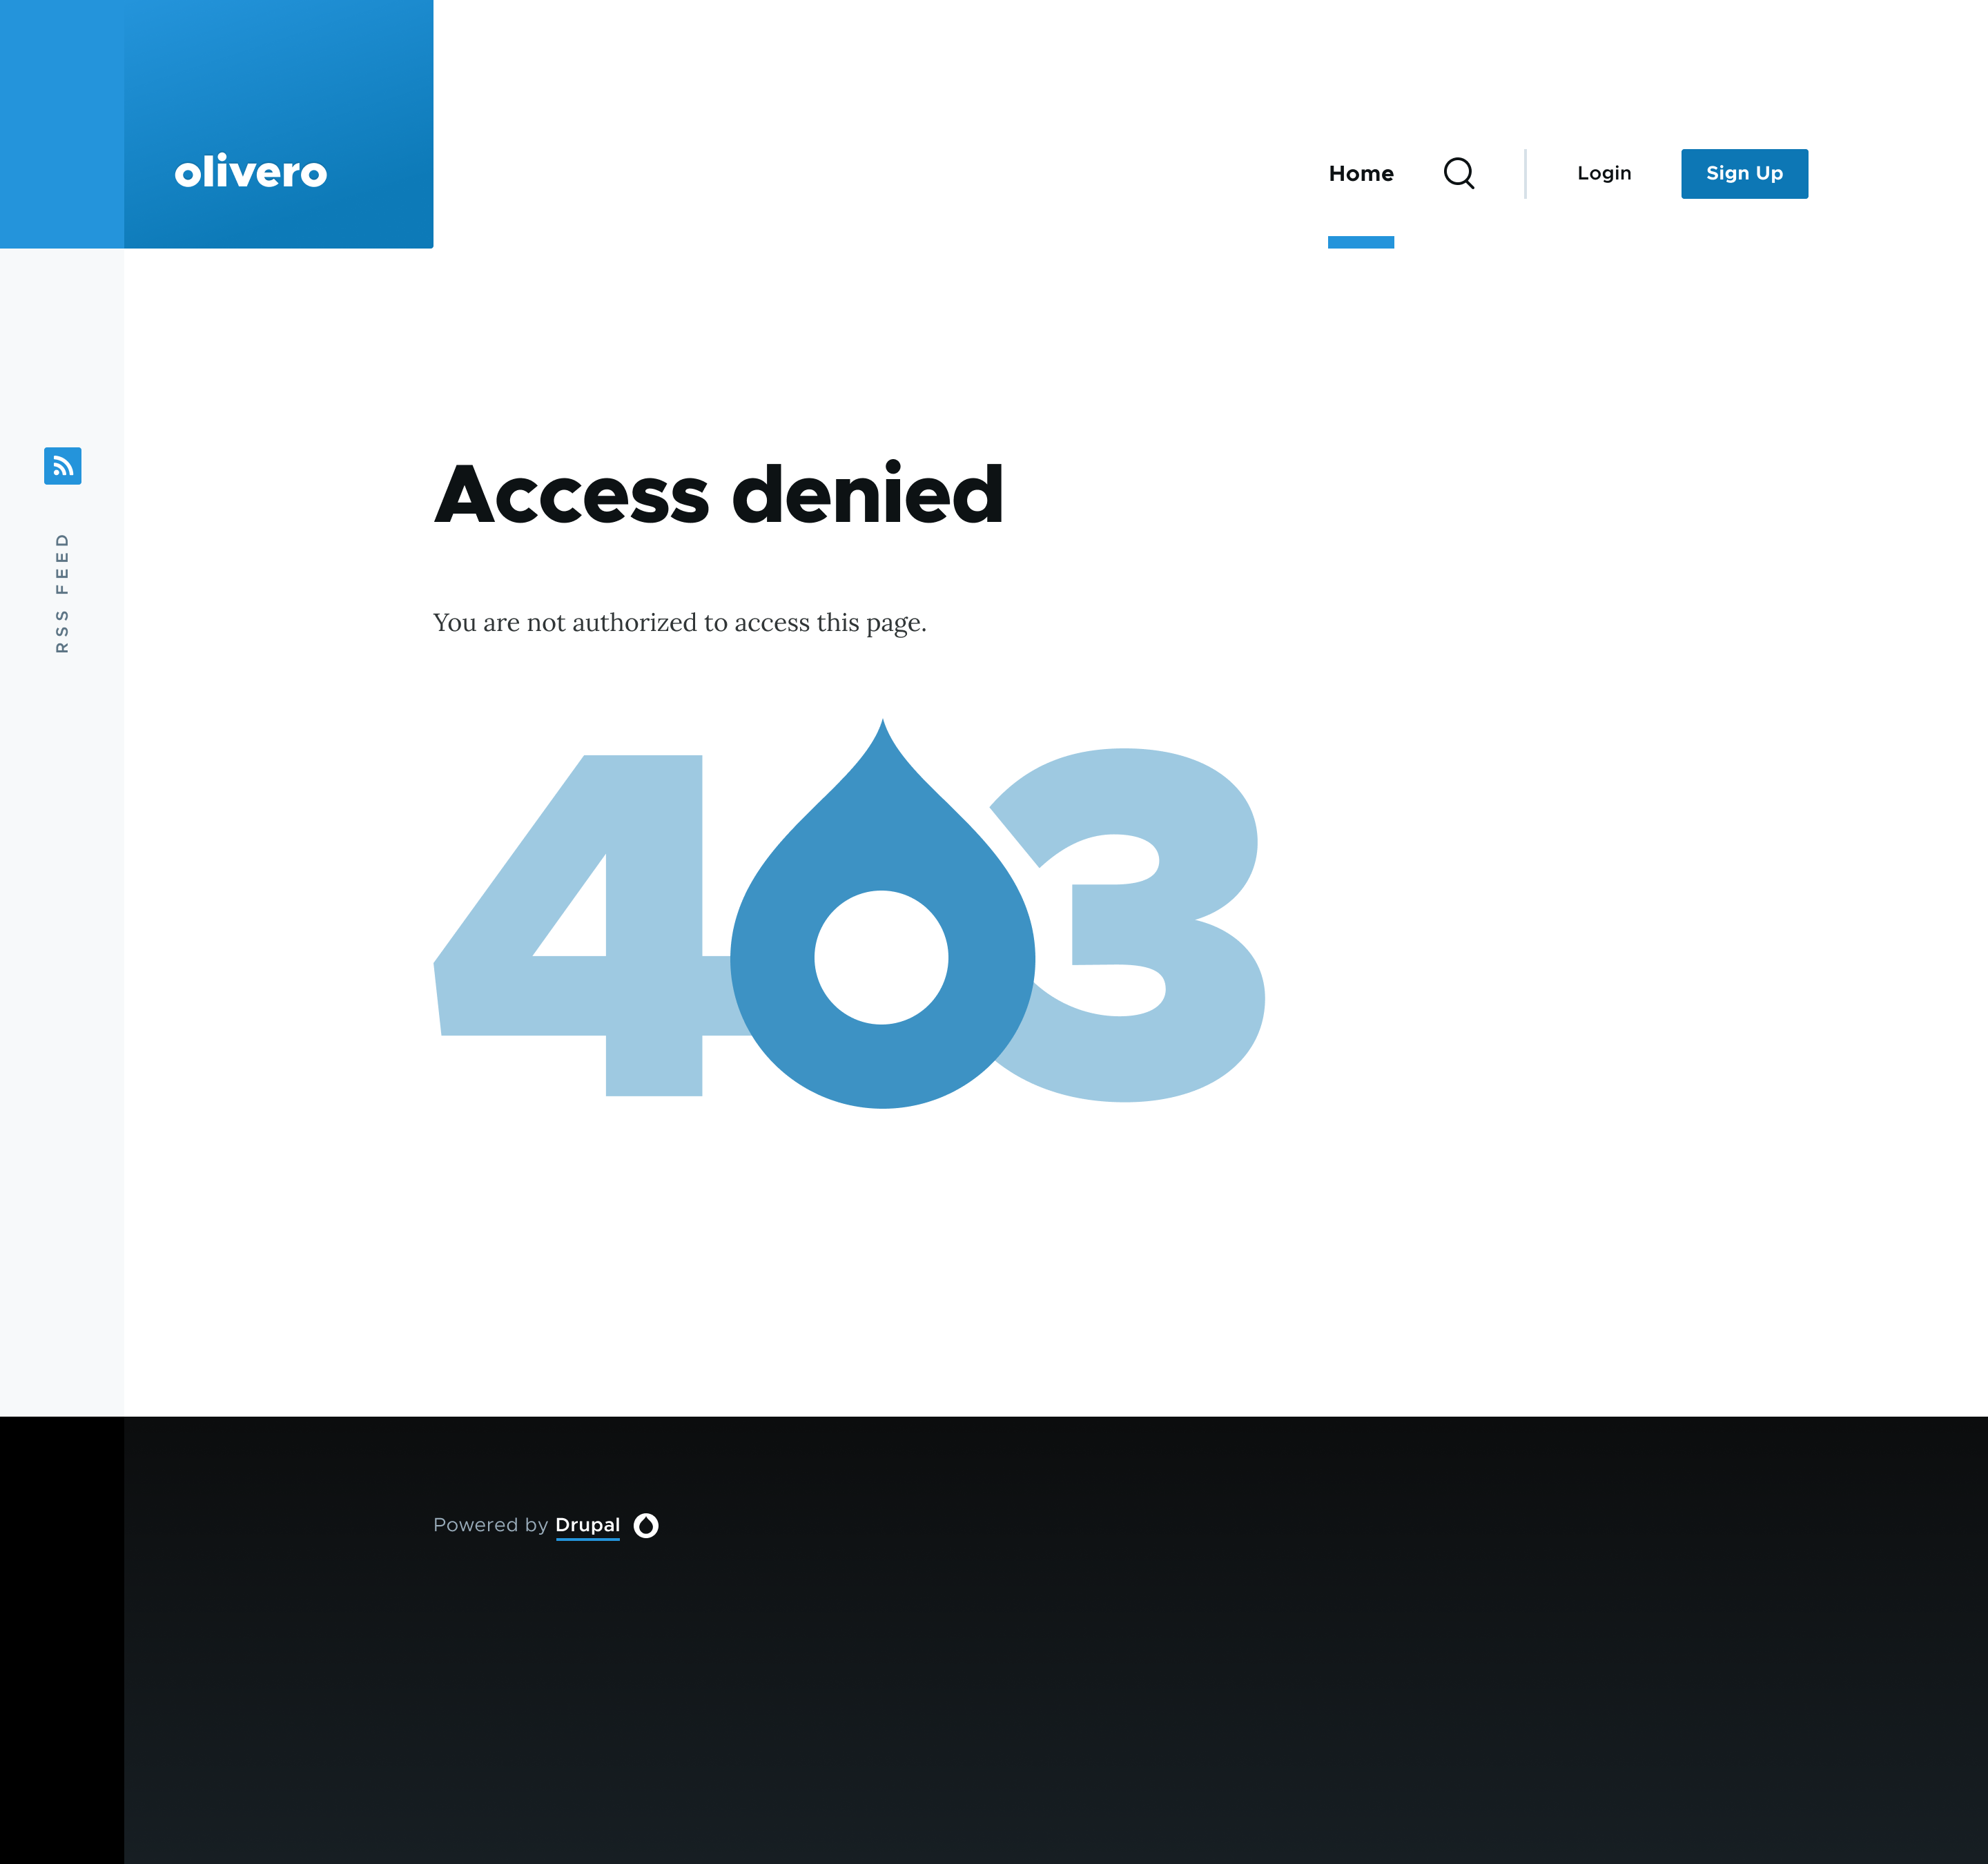 olivero
Home
Login
Sign Up
RSS FEED
Access denied
You are not authorized to access this page.
403
Powered by Drupal